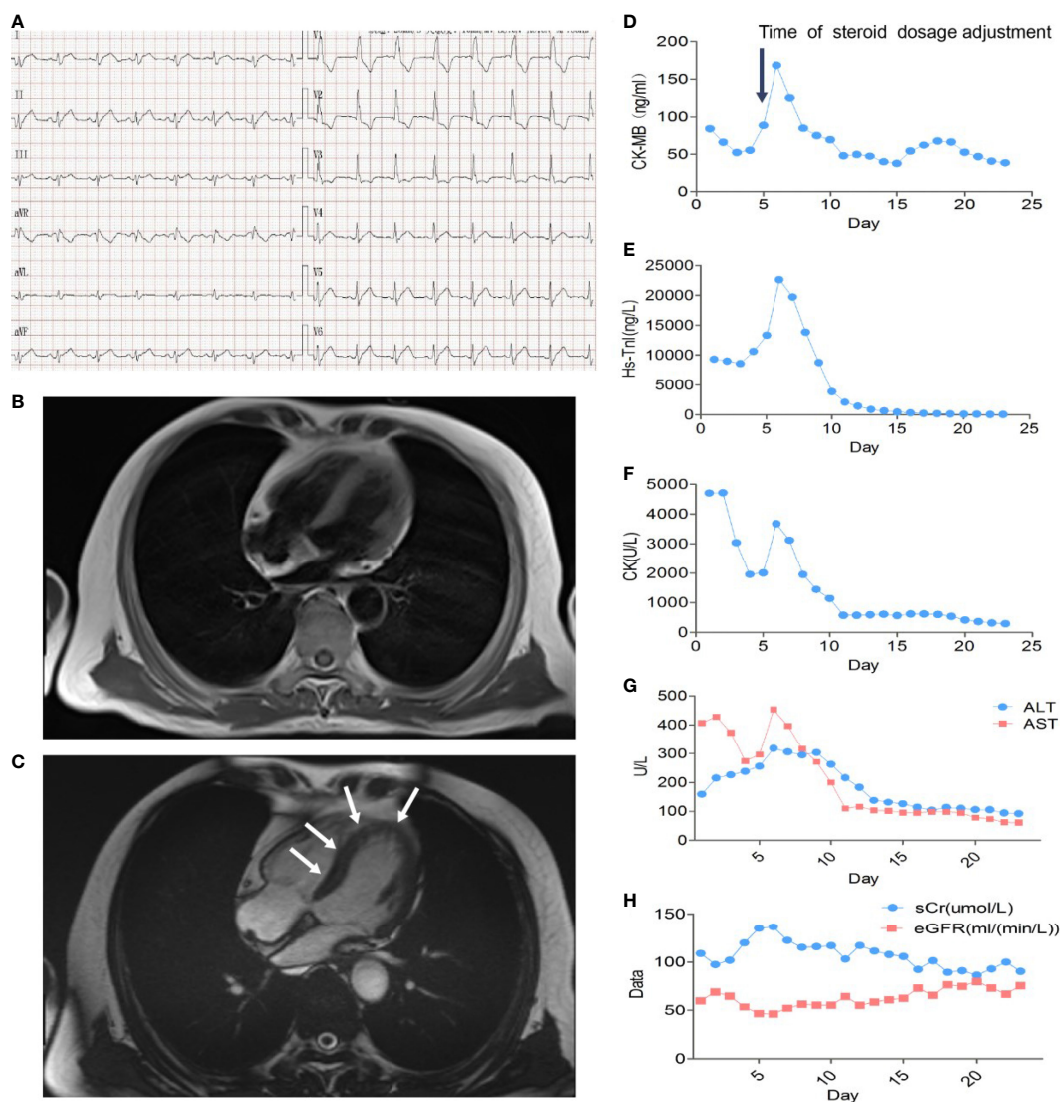 A
I
V1
II
V2
III
V3
aVR
V4
aVL
V5
aVF
V6
B
C
D
Time of steroid dosage adjustment
CK-MB (ng/ml)
200
150
100
50
0
0 5 10 15 20 25
Day
E
Hs-TnI(ng/L)
25000
20000
15000
10000
5000
0
0 5 10 15 20 25
Day
F
CK(U/L)
5000
4000
3000
2000
1000
0
0 5 10 15 20 25
Day
G
ALT
AST
U/L
500
400
300
200
100
0
5 10 15 20
Day
H
sCr(umol/L)
eGFR(ml/(min/L))
Data
150
100
50
0
5 10 15 20
Day